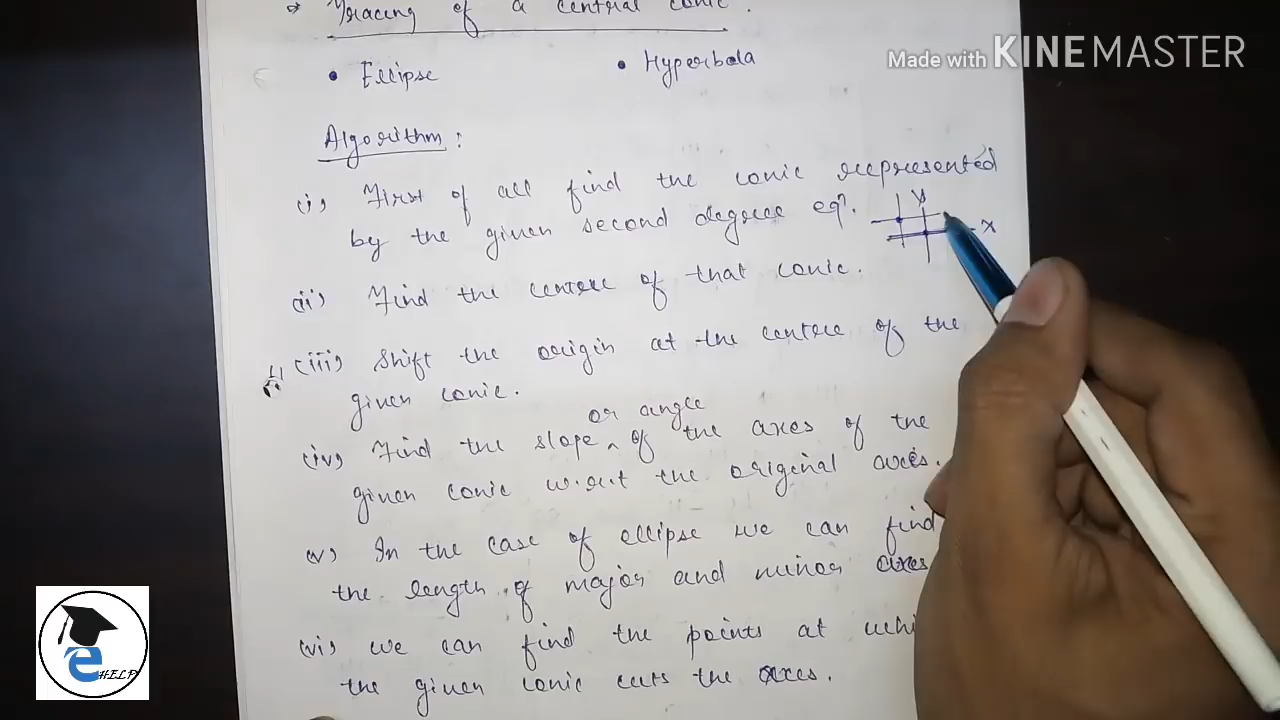 Tracing of a central conic.
Made with KINEMASTER
• Ellipse • Hyperbola
Algorithm :
(i) First of all find the conic represented
by the given second degree eqn. y
x
(ii) Find the centre of that conic.
(iii) Shift the origin at the centre of the
given conic.
or angle
(iv) Find the slope ^ of the axes of the
given conic w.r.t the original axes.
(v) In the case of ellipse we can find
the length of major and minor axes
(vi) we can find the points at whi
the given conic cuts the axes.
e HELP